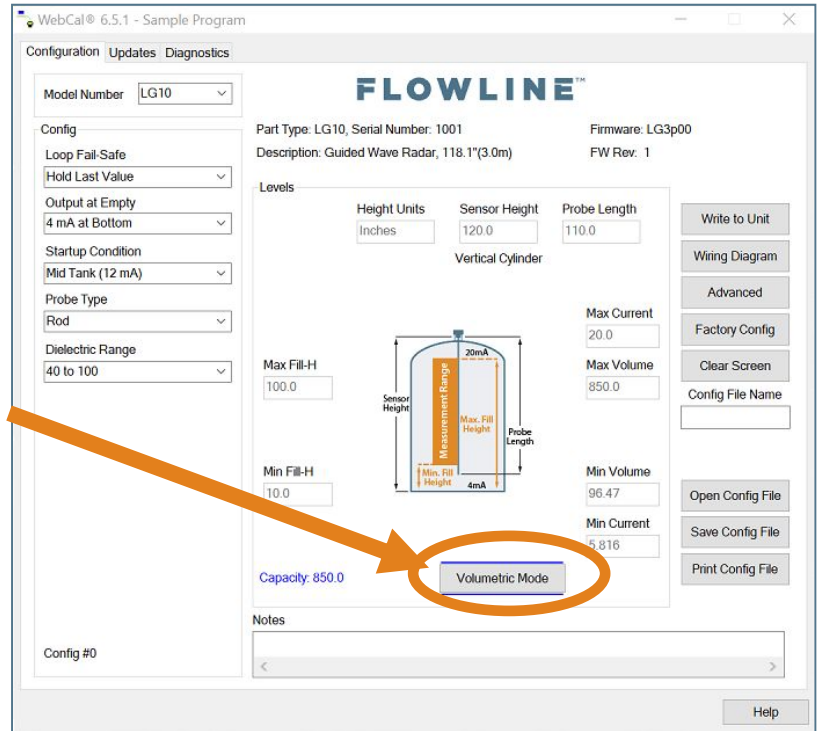 WebCal® 6.5.1 - Sample Program
Configuration Updates Diagnostics
Model Number LG10
FLOWLINE™
Part Type: LG10, Serial Number: 1001
Firmware: LG3p00
Description: Guided Wave Radar, 118.1"(3.0m)
FW Rev: 1
Config
Loop Fail-Safe
Hold Last Value
Output at Empty
4 mA at Bottom
Startup Condition
Mid Tank (12 mA)
Probe Type
Rod
Dielectric Range
40 to 100
Config #0
Levels
Height Units Sensor Height Probe Length
Inches 120.0 110.0
Vertical Cylinder
Max Current
20.0
Max Fill-H
100.0
Max Volume
850.0
20mA
Sensor
Height
Measurement Range
Max. Fill
Height
Probe
Length
Min. Fill
Height
4mA
Min Fill-H
10.0
Min Volume
96.47
Min Current
5.816
Capacity: 850.0
Volumetric Mode
Write to Unit
Wiring Diagram
Advanced
Factory Config
Clear Screen
Config File Name
Open Config File
Save Config File
Print Config File
Notes
Help